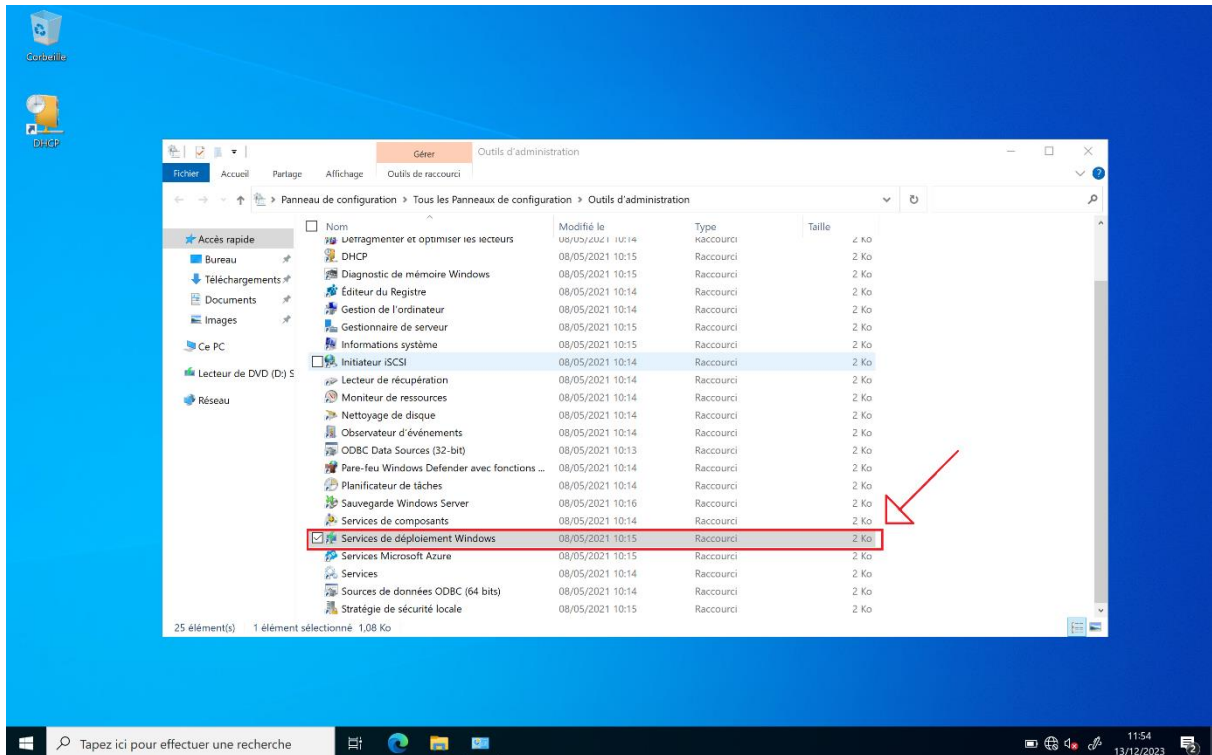 Corbeille
DHCP
Gérer Outils d'administration
Fichier Accueil Partage Affichage Outils de raccourci
Panneau de configuration > Tous les Panneaux de configuration > Outils d'administration
Nom Modifié le Type Taille
Accès rapide
Bureau
Téléchargements
Documents
Images
Ce PC
Lecteur de DVD (D:) S
Réseau
Défragmenter et optimiser les lecteurs 08/05/2021 10:14 Raccourci 2 Ko
DHCP 08/05/2021 10:15 Raccourci 2 Ko
Diagnostic de mémoire Windows 08/05/2021 10:15 Raccourci 2 Ko
Éditeur du Registre 08/05/2021 10:14 Raccourci 2 Ko
Gestion de l'ordinateur 08/05/2021 10:14 Raccourci 2 Ko
Gestionnaire de serveur 08/05/2021 10:15 Raccourci 2 Ko
Informations système 08/05/2021 10:15 Raccourci 2 Ko
Initiateur iSCSI 08/05/2021 10:14 Raccourci 2 Ko
Lecteur de récupération 08/05/2021 10:14 Raccourci 2 Ko
Moniteur de ressources 08/05/2021 10:14 Raccourci 2 Ko
Nettoyage de disque 08/05/2021 10:14 Raccourci 2 Ko
Observateur d'événements 08/05/2021 10:14 Raccourci 2 Ko
ODBC Data Sources (32-bit) 08/05/2021 10:13 Raccourci 2 Ko
Pare-feu Windows Defender avec fonctions ... 08/05/2021 10:14 Raccourci 2 Ko
Planificateur de tâches 08/05/2021 10:14 Raccourci 2 Ko
Sauvegarde Windows Server 08/05/2021 10:16 Raccourci 2 Ko
Services de composants 08/05/2021 10:14 Raccourci 2 Ko
Services de déploiement Windows 08/05/2021 10:15 Raccourci 2 Ko
Services Microsoft Azure 08/05/2021 10:15 Raccourci 2 Ko
Services 08/05/2021 10:14 Raccourci 2 Ko
Sources de données ODBC (64 bits) 08/05/2021 10:14 Raccourci 2 Ko
Stratégie de sécurité locale 08/05/2021 10:15 Raccourci 2 Ko
25 élément(s) 1 élément sélectionné 1,08 Ko
Tapez ici pour effectuer une recherche
11:54
13/12/2023
2